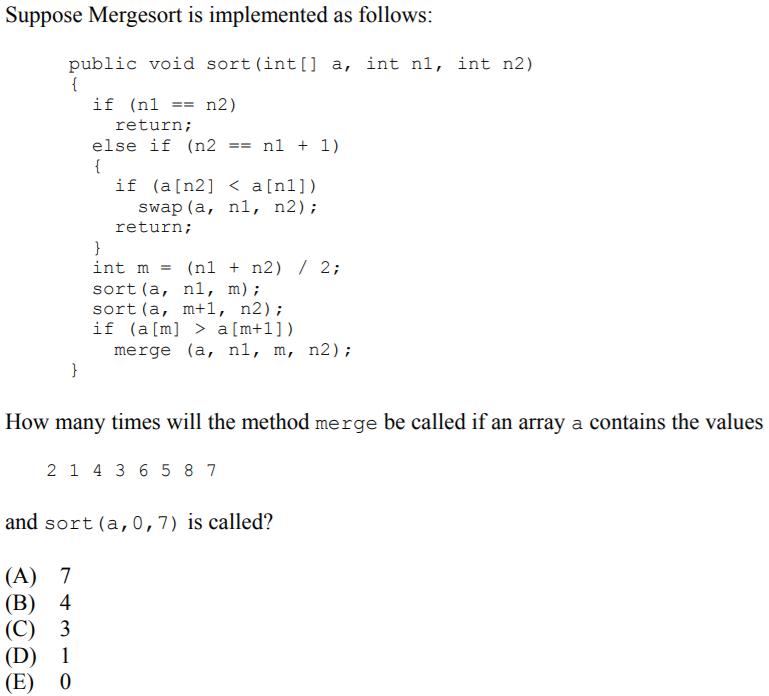 Suppose Mergesort is implemented as follows:
public void sort(int[] a, int n1, int n2)
{
if (n1 == n2)
return;
else if (n2 == n1 + 1)
{
if (a[n2] < a[n1])
swap(a, n1, n2);
return;
}
int m = (n1 + n2) / 2;
sort(a, n1, m);
sort(a, m+1, n2);
if (a[m] > a[m+1])
merge (a, n1, m, n2);
}
How many times will the method merge be called if an array a contains the values
2 1 4 3 6 5 8 7
and sort(a,0,7) is called?
(A) 7
(B) 4
(C) 3
(D) 1
(E) 0